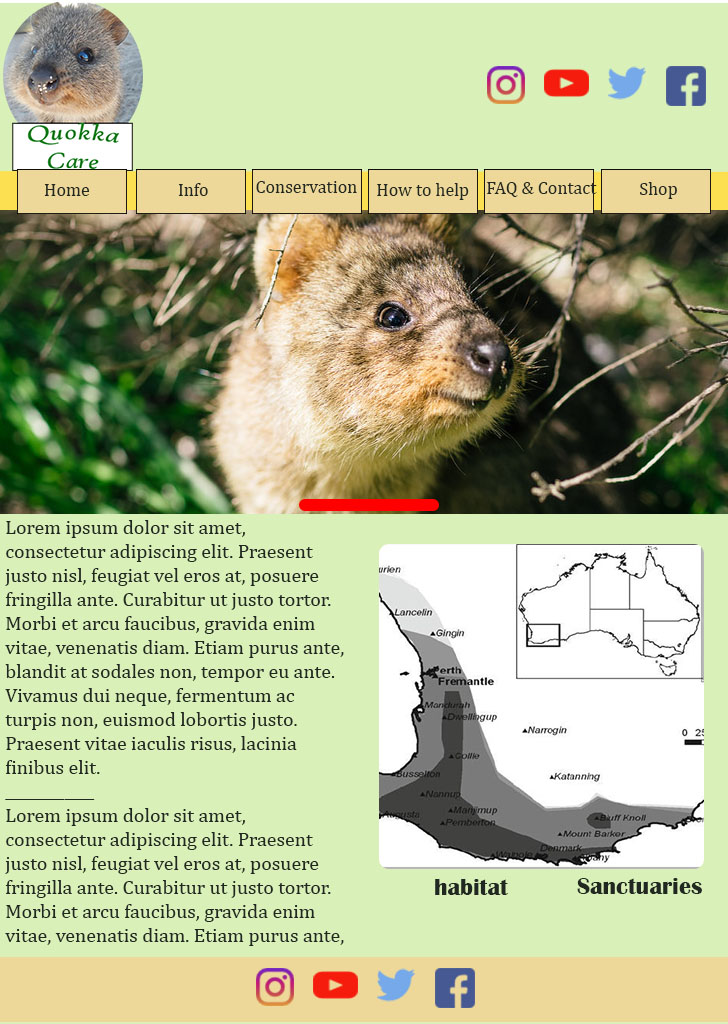 Quokka
Care
Home
Info
Conservation
How to help
FAQ & Contact
Shop
Lorem ipsum dolor sit amet,
consectetur adipiscing elit. Praesent
justo nisl, feugiat vel eros at, posuere
fringilla ante. Curabitur ut justo tortor.
Morbi et arcu faucibus, gravida enim
vitae, venenatis diam. Etiam purus ante,
blandit at sodales non, tempor eu ante.
Vivamus dui neque, fermentum ac
turpis non, euismod lobortis justo.
Praesent vitae iaculis risus, lacinia
finibus elit.
Lorem ipsum dolor sit amet,
consectetur adipiscing elit. Praesent
justo nisl, feugiat vel eros at, posuere
fringilla ante. Curabitur ut justo tortor.
Morbi et arcu faucibus, gravida enim
vitae, venenatis diam. Etiam purus ante,
Lancelin
Gingin
Perth
Fremantle
Mandurah
Dwellingup
Narrogin
0 25
Collie
Busselton
Katanning
Nannup
Augusta
Manjimup
Pemberton
Bluff Knoll
Mount Barker
Denmark
Albany
habitat
Sanctuaries